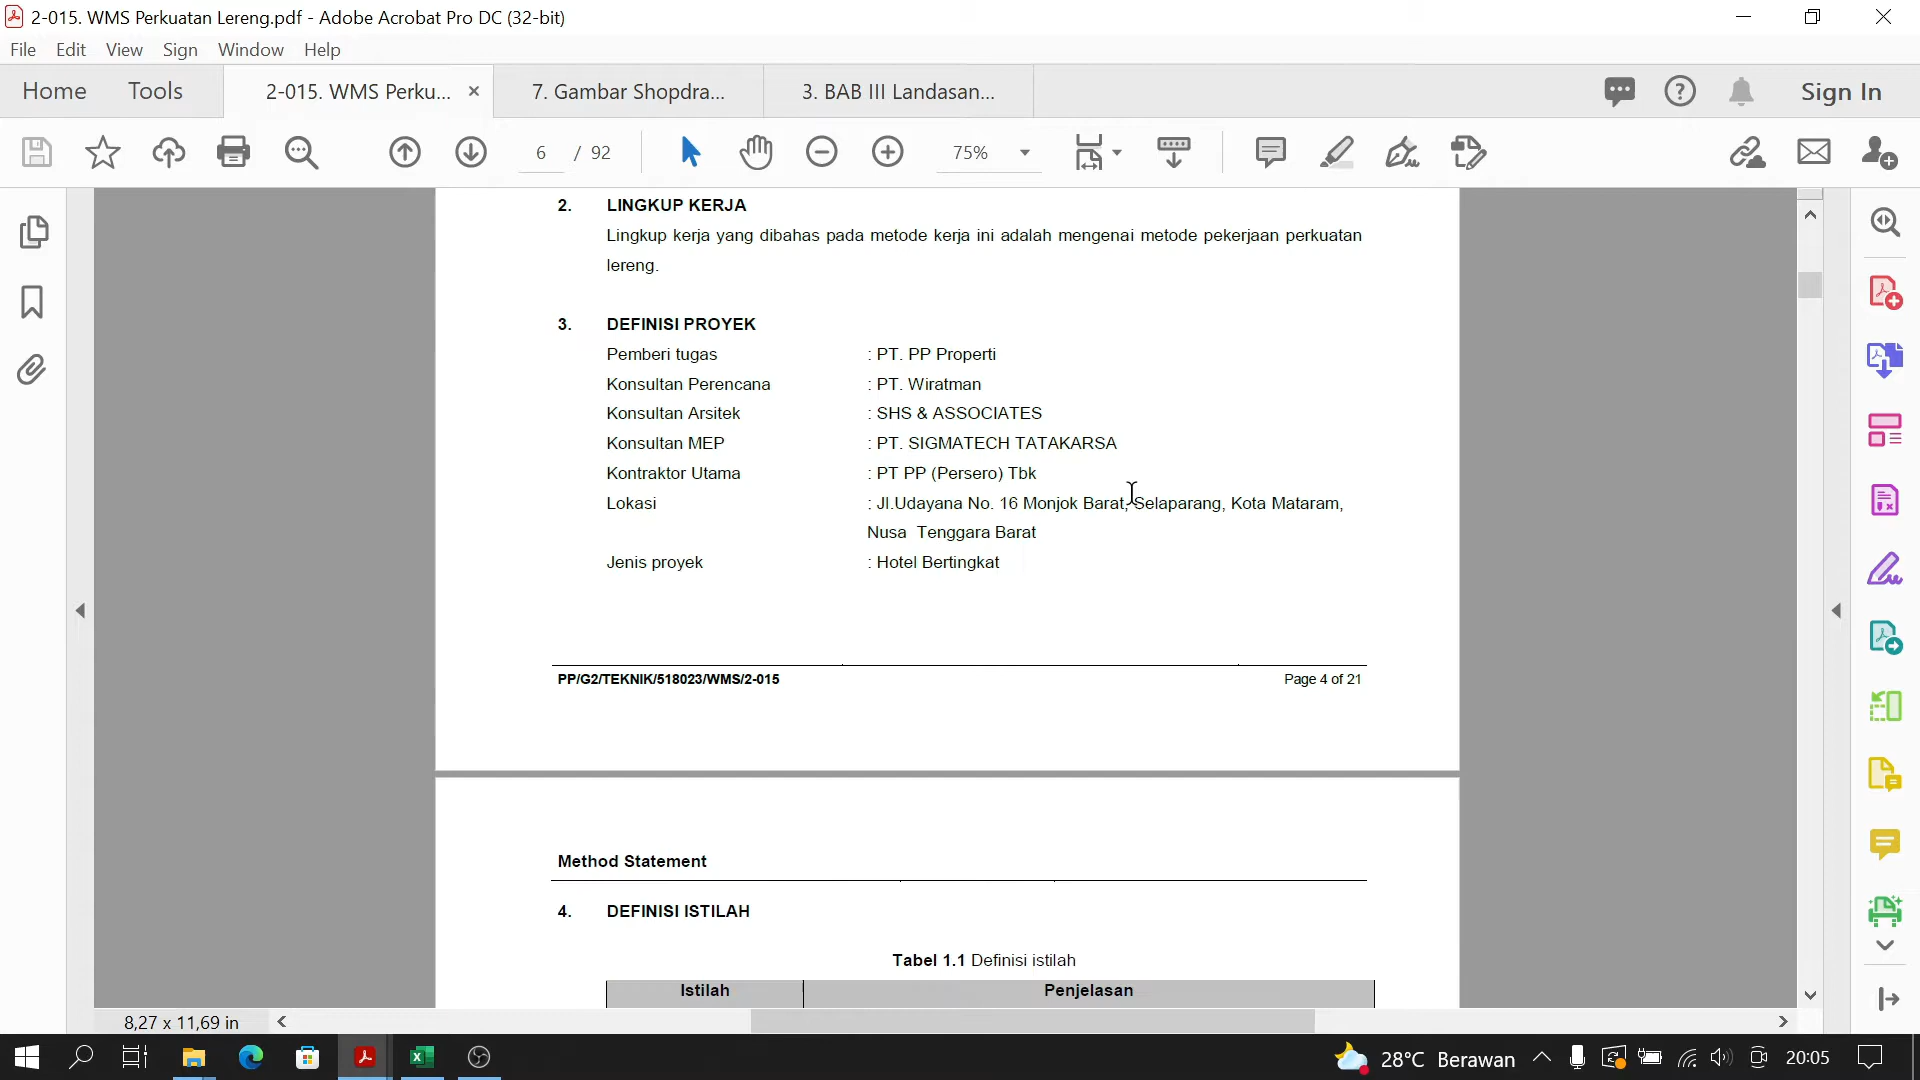 2-015. WMS Perkuatan Lereng.pdf - Adobe Acrobat Pro DC (32-bit)
File Edit View Sign Window Help
Home Tools 2-015. WMS Perku... × 7. Gambar Shopdra... 3. BAB III Landasan... Sign In
6 / 92 75%
2. LINGKUP KERJA
Lingkup kerja yang dibahas pada metode kerja ini adalah mengenai metode pekerjaan perkuatan
lereng.
3. DEFINISI PROYEK
Pemberi tugas : PT. PP Properti
Konsultan Perencana : PT. Wiratman
Konsultan Arsitek : SHS & ASSOCIATES
Konsultan MEP : PT. SIGMATECH TATAKARSA
Kontraktor Utama : PT PP (Persero) Tbk
Lokasi : Jl.Udayana No. 16 Monjok Barat, Selaparang, Kota Mataram,
Nusa Tenggara Barat
Jenis proyek : Hotel Bertingkat
PP/G2/TEKNIK/518023/WMS/2-015 Page 4 of 21
Method Statement
4. DEFINISI ISTILAH
Tabel 1.1 Definisi istilah
Istilah Penjelasan
8,27 x 11,69 in
28°C Berawan 20:05